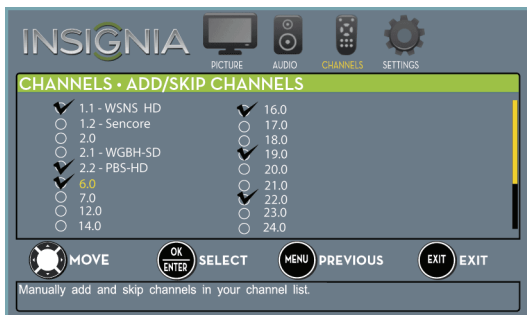 INSIGNIA
PICTURE AUDIO CHANNELS SETTINGS
CHANNELS • ADD/SKIP CHANNELS
1.1 - WSNS HD
1.2 - Sencore
2.0
2.1 - WGBH-SD
2.2 - PBS-HD
6.0
7.0
12.0
14.0
16.0
17.0
18.0
19.0
20.0
21.0
22.0
23.0
24.0
MOVE OK ENTER SELECT MENU PREVIOUS EXIT EXIT
Manually add and skip channels in your channel list.